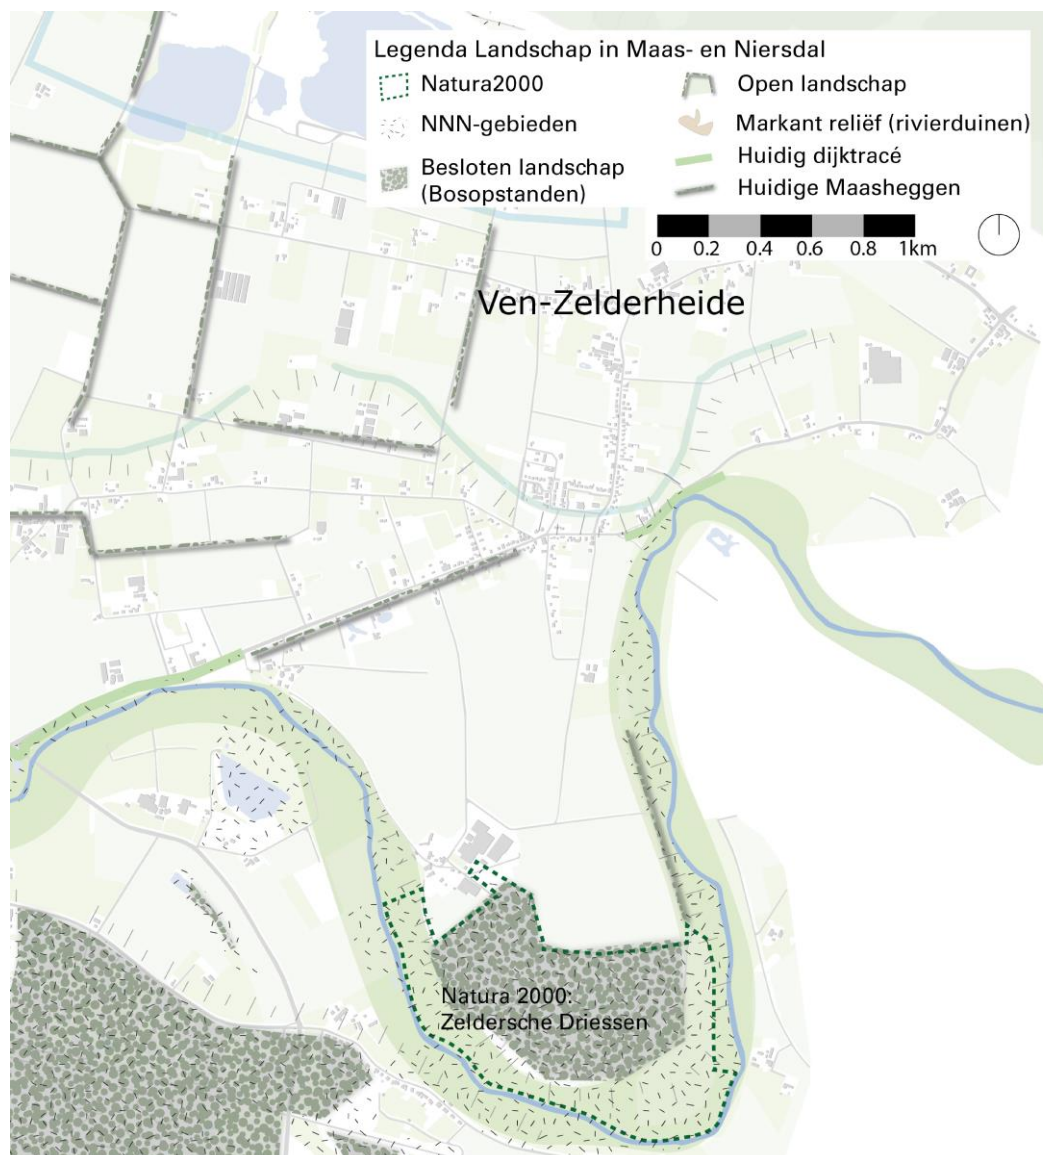 Legenda Landschap in Maas- en Niersdal
Natura2000
NNN-gebieden
Besloten landschap
(Bosopstanden)
Open landschap
Markant reliëf (rivierduinen)
Huidig dijktracé
Huidige Maasheggen
0 0.2 0.4 0.6 0.8 1km
Ven-Zelderheide
Natura 2000:
Zeldersche Driessen